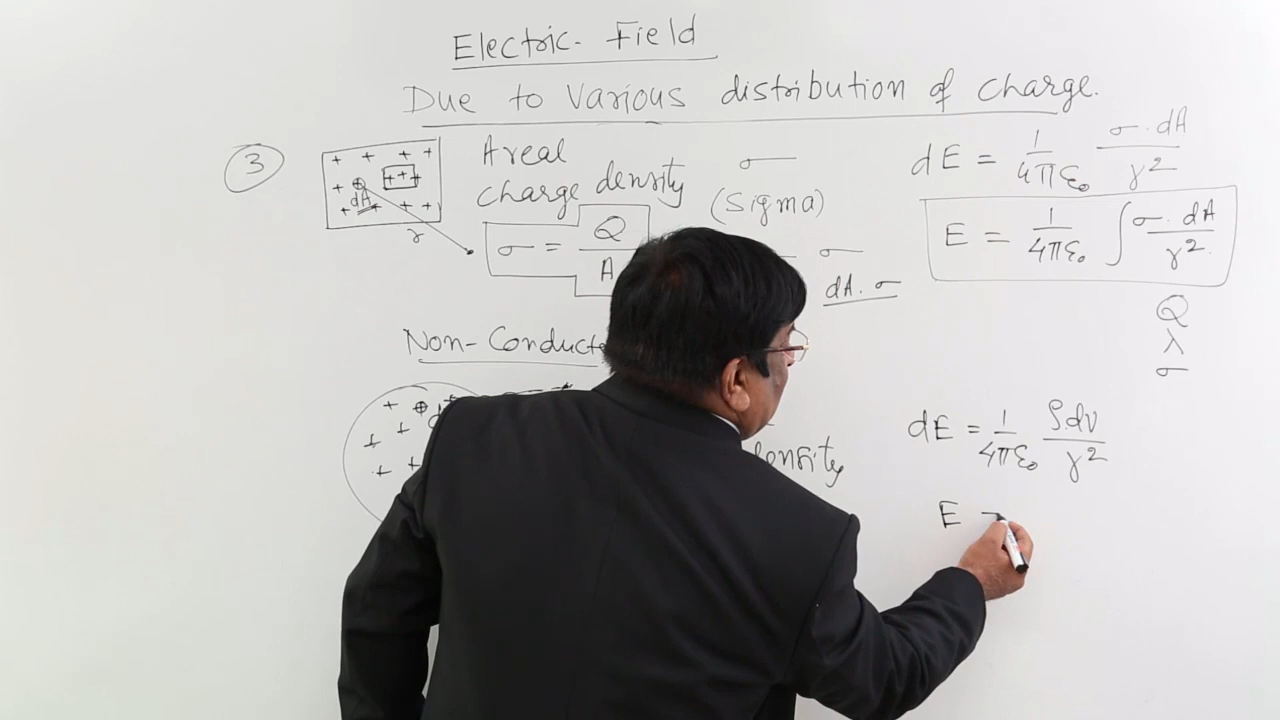 Electric- Field
Due to Various distribution of charge.
③
+ + + +
+ ⊕ + + +
dA
+ + + +
r
Areal
charge density
σ = Q/A
σ
(Sigma)
σ
dA. σ
dE = 1/4πε₀ σ. dA/r²
E = 1/4πε₀ ∫ σ. dA/r².
Q
λ
σ
Non-Conducto
+ ⊕
+ +
+ +
density
dE = 1/4πε₀ ρdv/r²
E